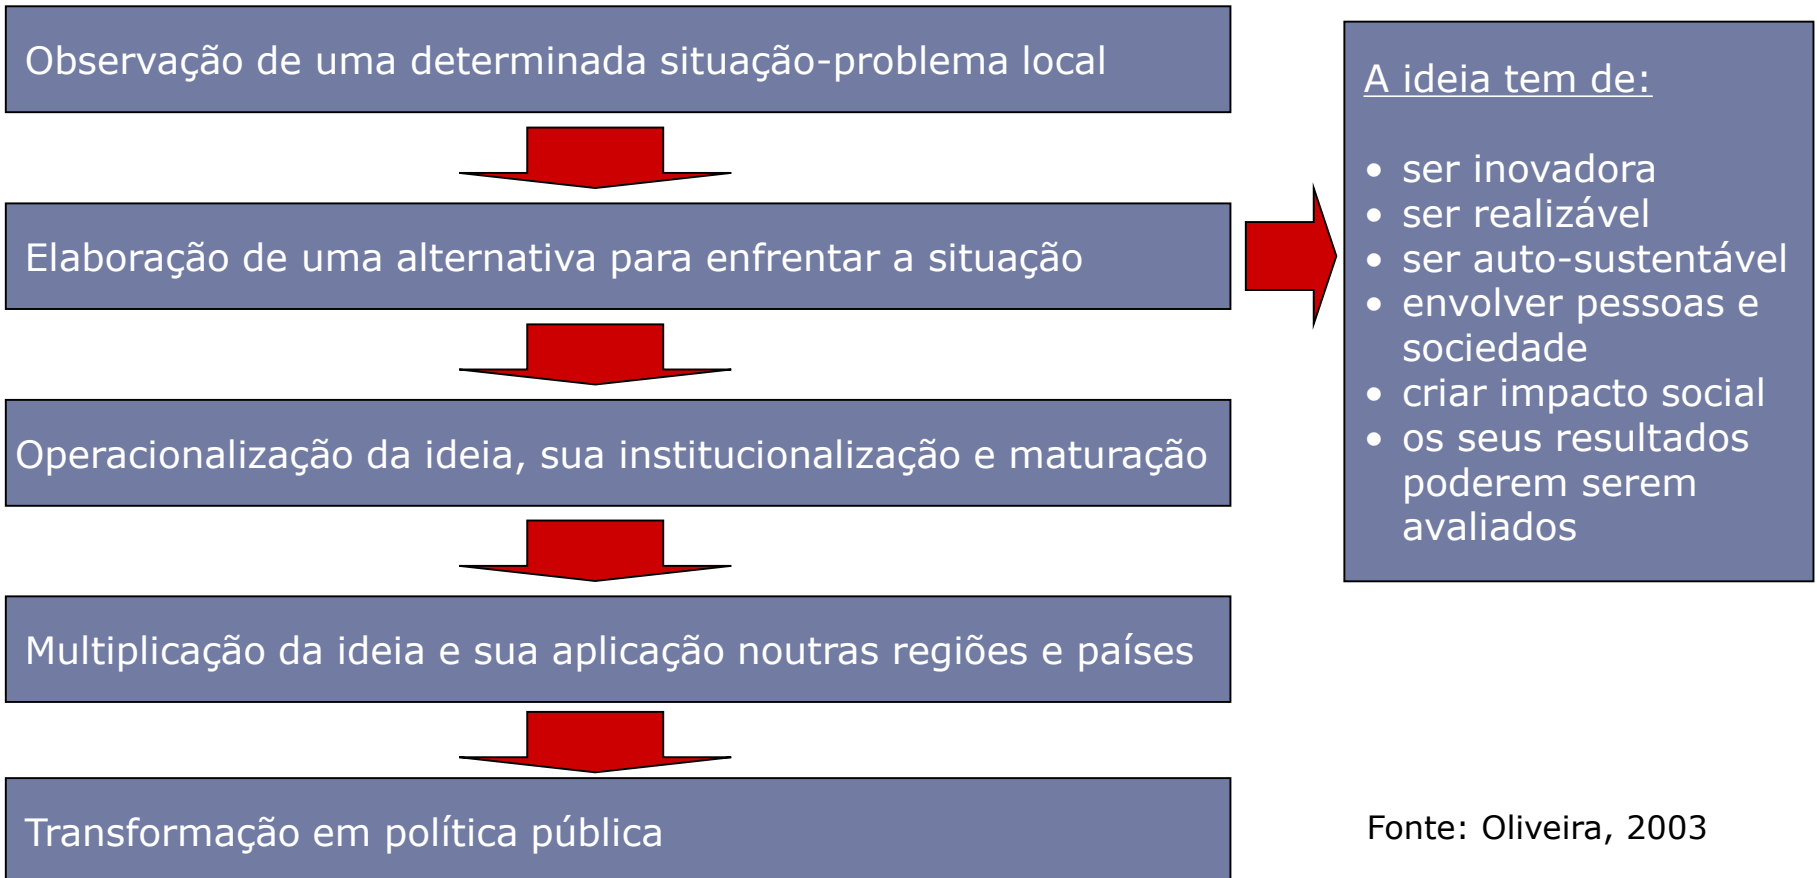 Observação de uma determinada situação-problema local
Elaboração de uma alternativa para enfrentar a situação
Operacionalização da ideia, sua institucionalização e maturação
Multiplicação da ideia e sua aplicação noutras regiões e países
Transformação em política pública
A ideia tem de:
• ser inovadora
• ser realizável
• ser auto-sustentável
• envolver pessoas e
sociedade
• criar impacto social
• os seus resultados
poderem serem
avaliados
Fonte: Oliveira, 2003